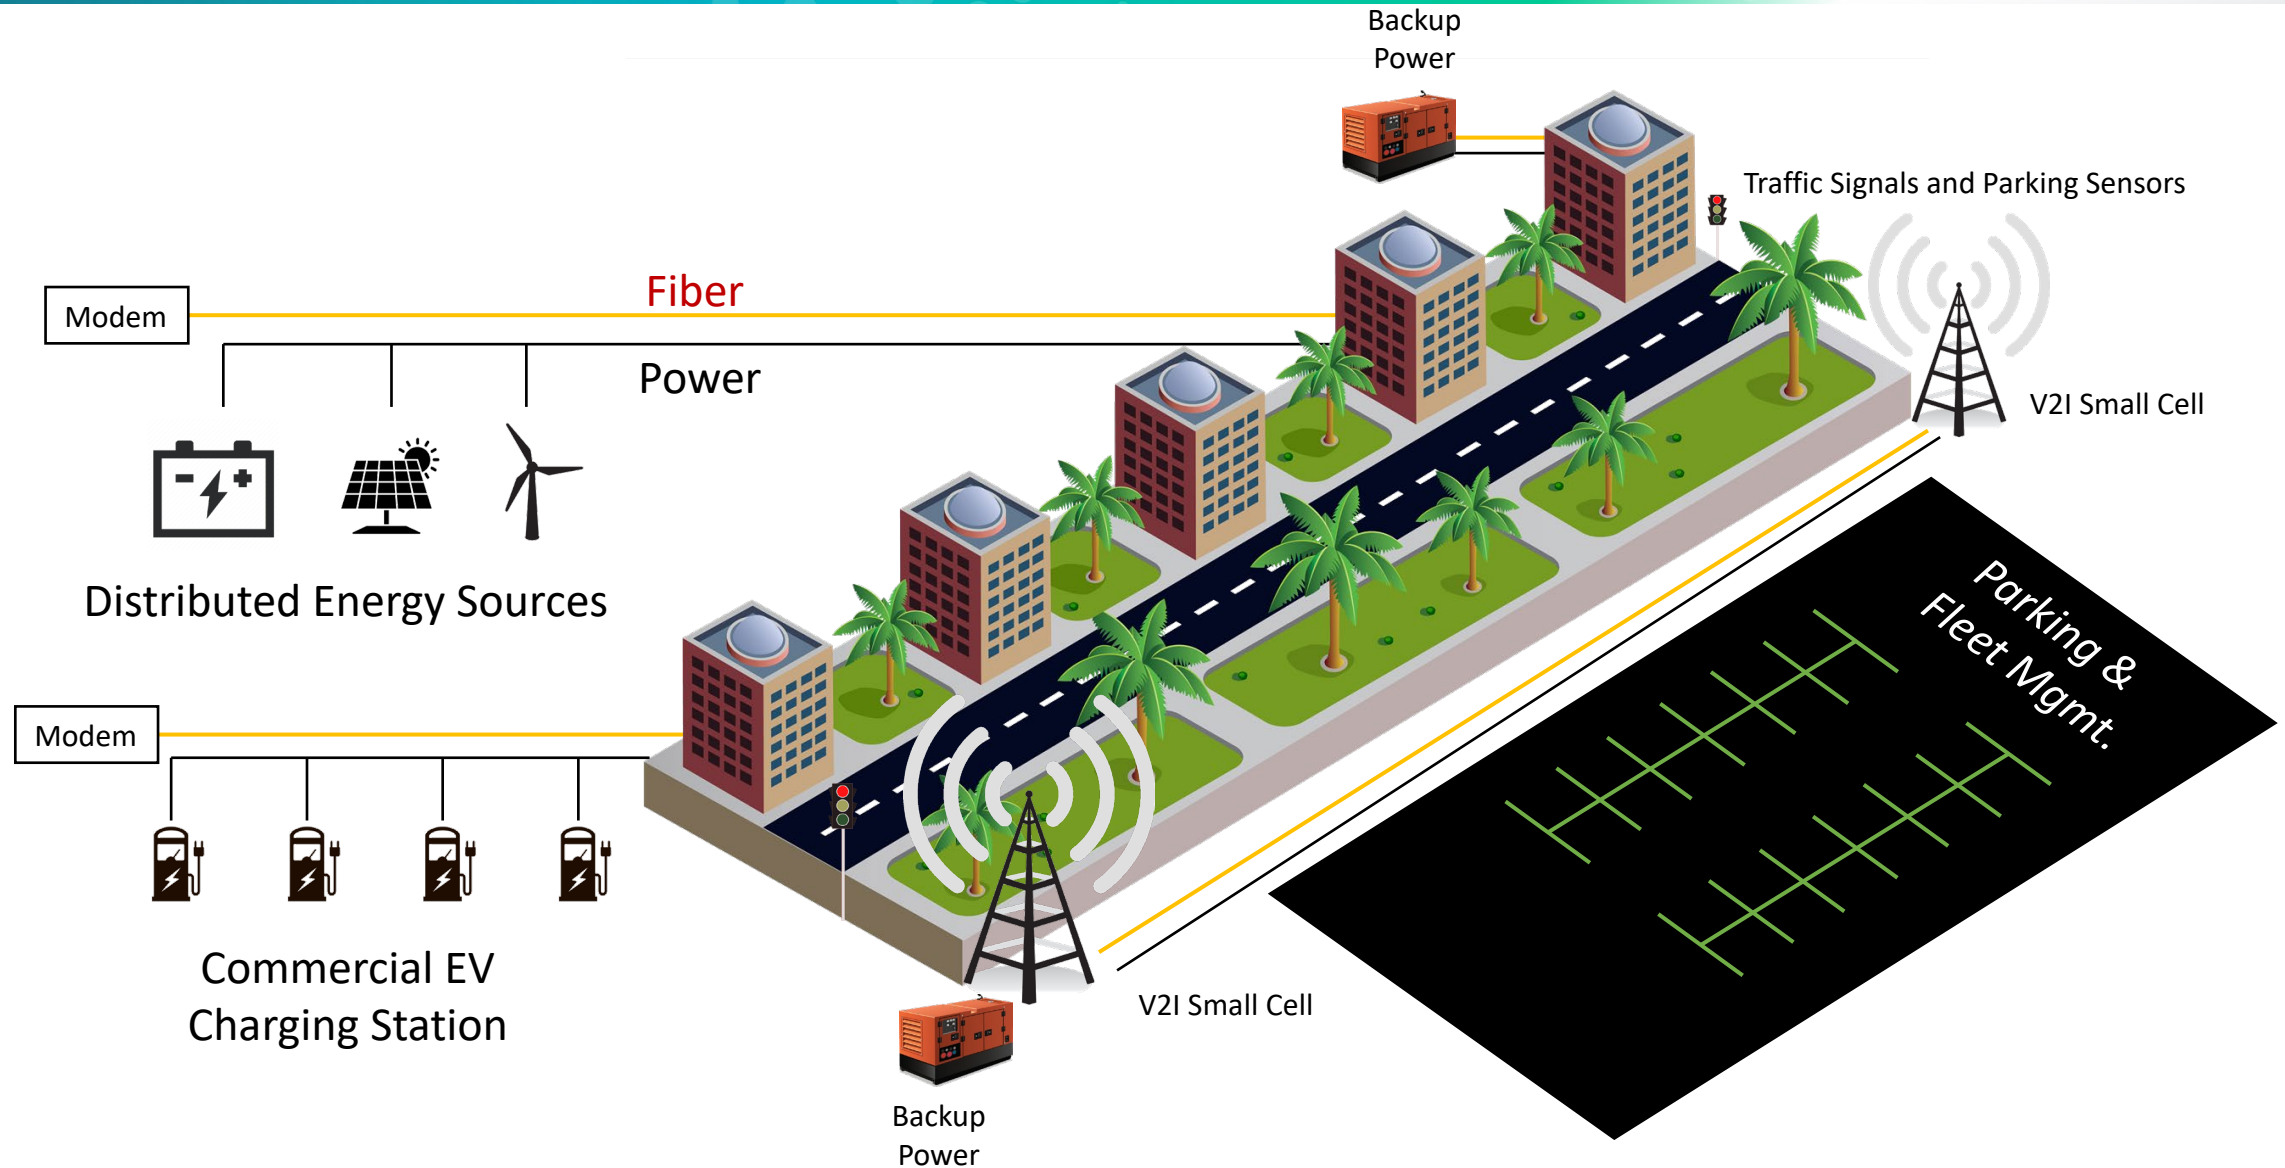 Backup
Power
Traffic Signals and Parking Sensors
Fiber
Modem
Power
V2I Small Cell
Distributed Energy Sources
Parking &
Fleet Mgmt.
Modem
Commercial EV
Charging Station
V2I Small Cell
Backup
Power